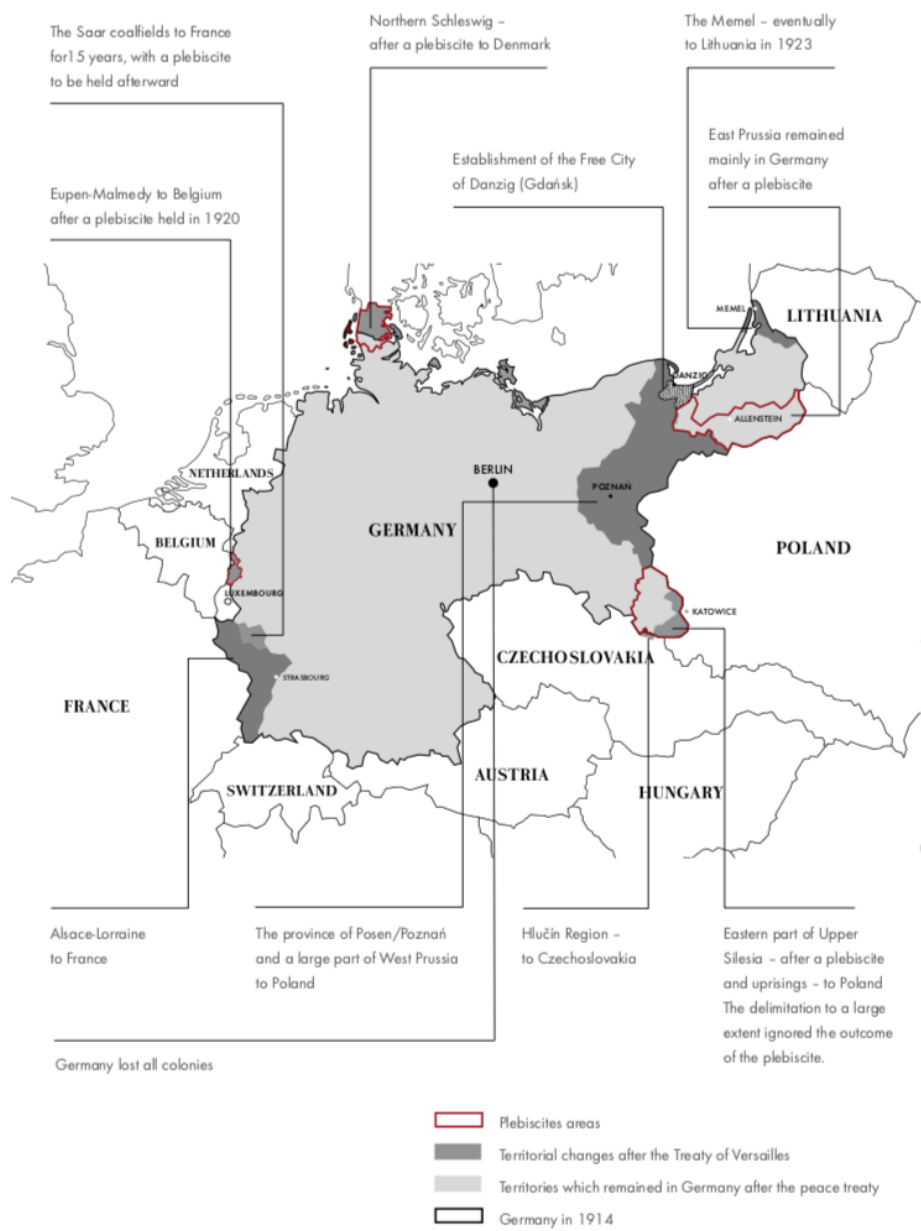 The Saar coalfields to France
for15 years, with a plebiscite
to be held afterward
Northern Schleswig –
after a plebiscite to Denmark
The Memel – eventually
to Lithuania in 1923
East Prussia remained
mainly in Germany
after a plebiscite
Establishment of the Free City
of Danzig (Gdańsk)
Eupen-Malmedy to Belgium
after a plebiscite held in 1920
MEMEL
LITHUANIA
DANZIG
ALLENSTEIN
NETHERLANDS
BERLIN
POZNAŃ
GERMANY
BELGIUM
POLAND
LUXEMBOURG
KATOWICE
CZECHOSLOVAKIA
STRASBOURG
FRANCE
AUSTRIA
SWITZERLAND
HUNGARY
Alsace-Lorraine
to France
The province of Posen/Poznań
and a large part of West Prussia
to Poland
Hlučín Region –
to Czechoslovakia
Eastern part of Upper
Silesia – after a plebiscite
and uprisings – to Poland
The delimitation to a large
extent ignored the outcome
of the plebiscite.
Germany lost all colonies
Plebiscites areas
Territorial changes after the Treaty of Versailles
Territories which remained in Germany after the peace treaty
Germany in 1914